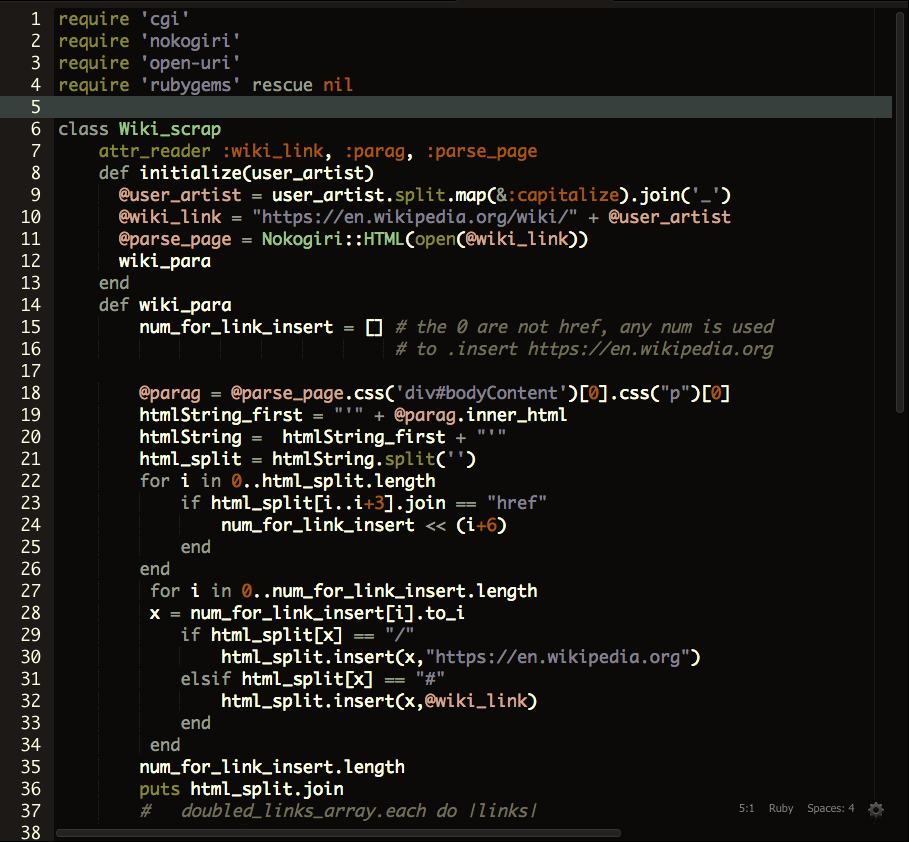 1 require 'cgi'
2 require 'nokogiri'
3 require 'open-uri'
4 require 'rubygems' rescue nil
5
6 class Wiki_scrap
7     attr_reader :wiki_link, :parag, :parse_page
8     def initialize(user_artist)
9       @user_artist = user_artist.split.map(&:capitalize).join('_')
10       @wiki_link = "https://en.wikipedia.org/wiki/" + @user_artist
11       @parse_page = Nokogiri::HTML(open(@wiki_link))
12       wiki_para
13     end
14     def wiki_para
15         num_for_link_insert = [] # the 0 are not href, any num is used
16                                  # to .insert https://en.wikipedia.org
17
18         @parag = @parse_page.css('div#bodyContent')[0].css("p")[0]
19         htmlString_first = "'" + @parag.inner_html
20         htmlString =  htmlString_first + "'"
21         html_split = htmlString.split('')
22         for i in 0..html_split.length
23             if html_split[i..i+3].join == "href"
24                 num_for_link_insert << (i+6)
25             end
26         end
27          for i in 0..num_for_link_insert.length
28          x = num_for_link_insert[i].to_i
29             if html_split[x] == "/"
30                 html_split.insert(x,"https://en.wikipedia.org")
31             elsif html_split[x] == "#"
32                 html_split.insert(x,@wiki_link)
33             end
34          end
35         num_for_link_insert.length
36         puts html_split.join
37         #   doubled_links_array.each do |links|
38
5:1 Ruby Spaces: 4